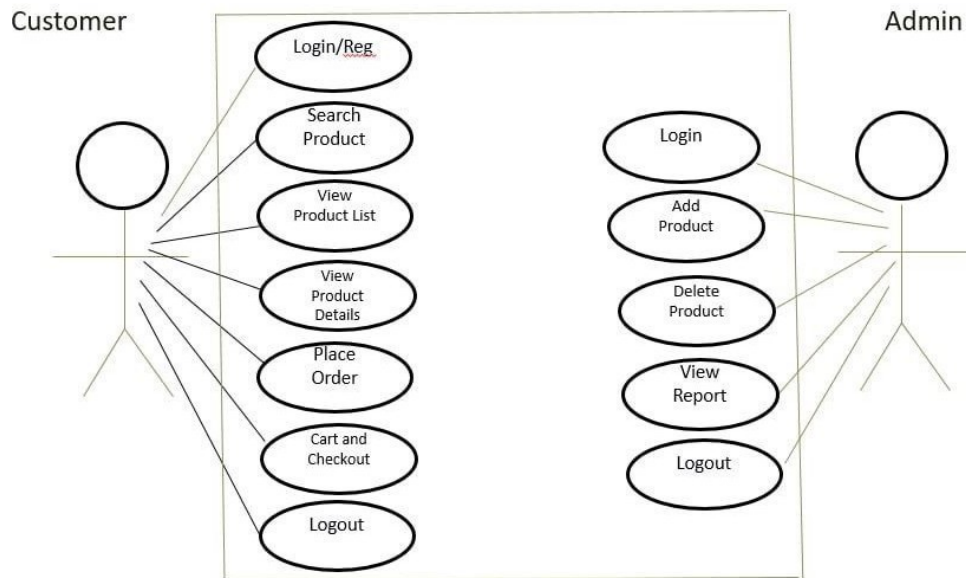 Customer
Admin
Login/Reg
Search
Product
View
Product List
View
Product
Details
Place
Order
Cart and
Checkout
Logout
Login
Add
Product
Delete
Product
View
Report
Logout